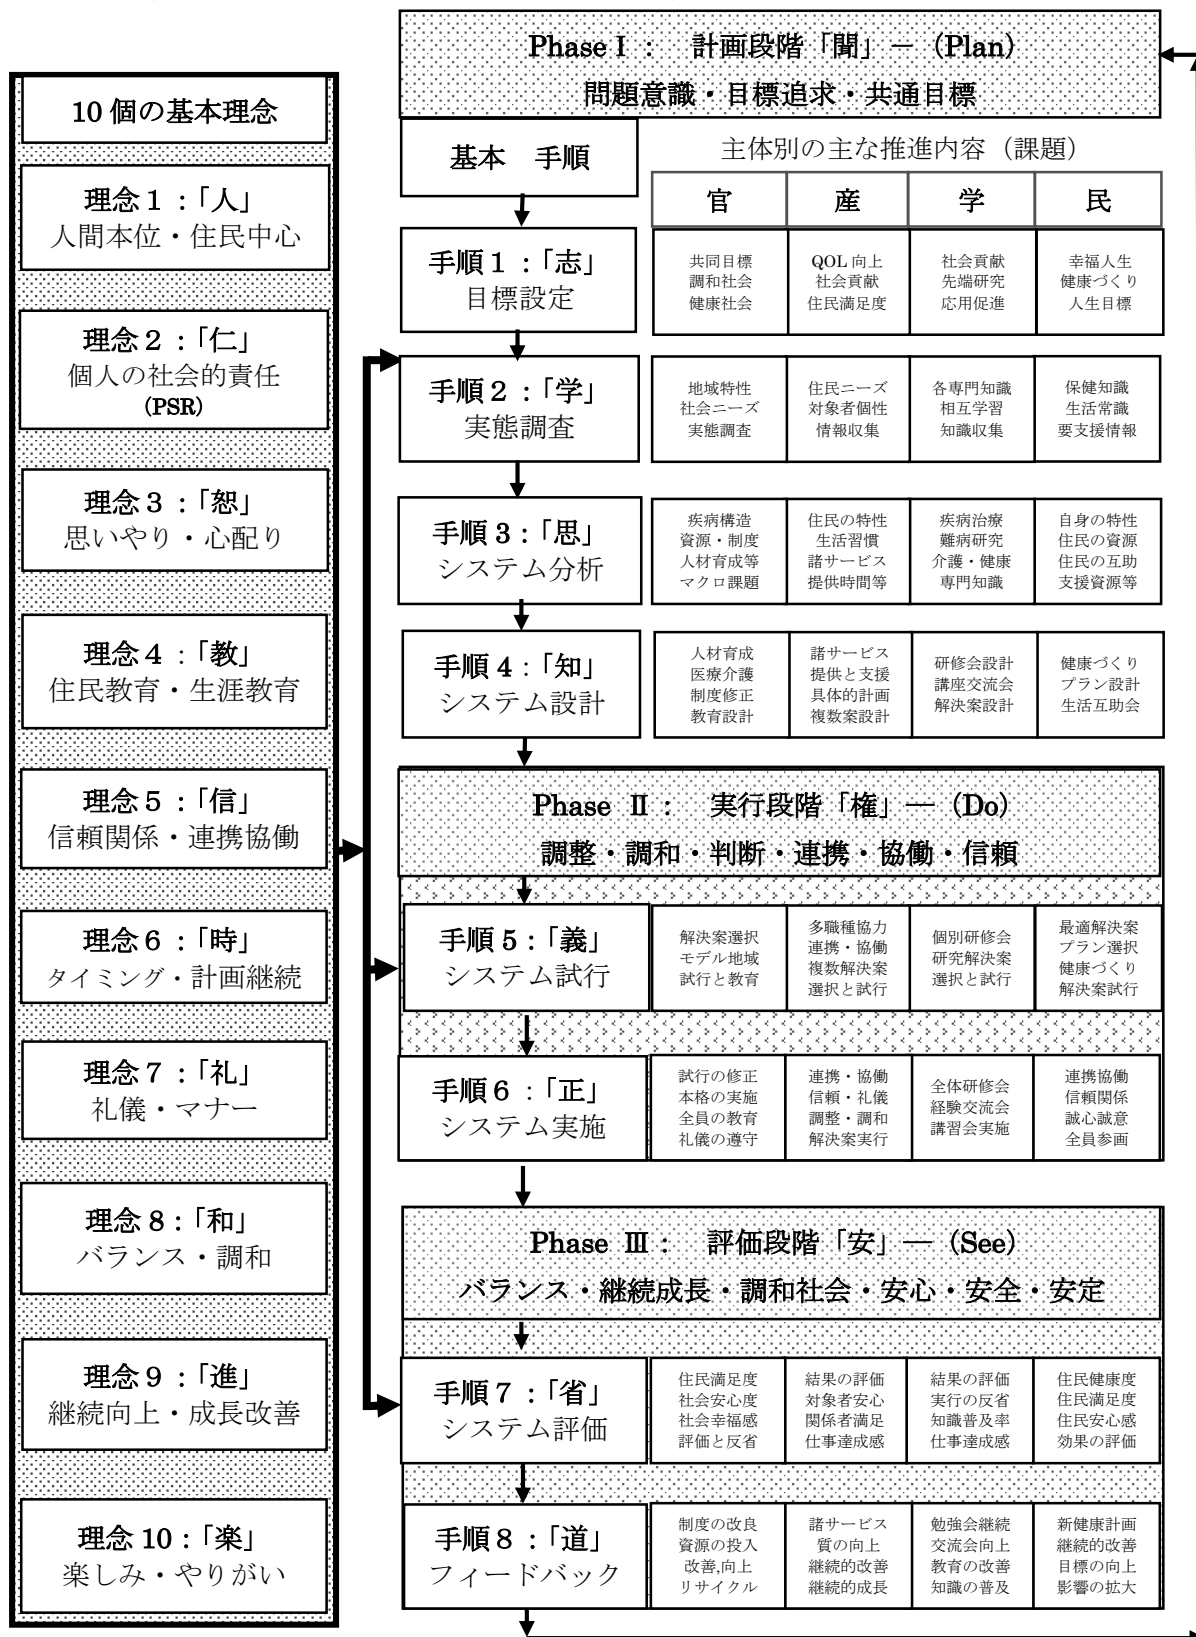 10 個の基本理念
理念1：「人」
人間本位・住民中心
理念2：「仁」
個人の社会的責任
(PSR)
理念3：「恕」
思いやり・心配り
理念4：「教」
住民教育・生涯教育
理念5：「信」
信頼関係・連携協働
理念6：「時」
タイミング・計画継続
理念7：「礼」
礼儀・マナー
理念8：「和」
バランス・調和
理念9：「進」
継続向上・成長改善
理念10：「楽」
楽しみ・やりがい
Phase Ⅰ： 計画段階「聞」－（Plan）
問題意識・目標追求・共通目標
基本 手順
主体別の主な推進内容（課題）
官
産
学
民
手順1：「志」
目標設定
共同目標
調和社会
健康社会
QOL 向上
社会貢献
住民満足度
社会貢献
先端研究
応用促進
幸福人生
健康づくり
人生目標
手順2：「学」
実態調査
地域特性
社会ニーズ
実態調査
住民ニーズ
対象者個性
情報収集
各専門知識
相互学習
知識収集
保健知識
生活常識
要支援情報
手順3：「思」
システム分析
疾病構造
資源・制度
人材育成等
マクロ課題
住民の特性
生活習慣
諸サービス
提供時間等
疾病治療
難病研究
介護・健康
専門知識
自身の特性
住民の資源
住民の互助
支援資源等
手順4：「知」
システム設計
人材育成
医療介護
制度修正
教育設計
諸サービス
提供と支援
具体的計画
複数案設計
研修会設計
講座交流会
解決案設計
健康づくり
プラン設計
生活互助会
Phase Ⅱ： 実行段階「権」―（Do）
調整・調和・判断・連携・協働・信頼
手順5：「義」
システム試行
解決案選択
モデル地域
試行と教育
多職種協力
連携・協働
複数解決案
選択と試行
個別研修会
研究解決案
選択と試行
最適解決案
プラン選択
健康づくり
解決案試行
手順6：「正」
システム実施
試行の修正
本格の実施
全員の教育
礼儀の遵守
連携・協働
信頼・礼儀
調整・調和
解決案実行
全体研修会
経験交流会
講習会実施
連携協働
信頼関係
誠心誠意
全員参画
Phase Ⅲ： 評価段階「安」―（See）
バランス・継続成長・調和社会・安心・安全・安定
手順7：「省」
システム評価
住民満足度
社会安心度
社会幸福感
評価と反省
結果の評価
対象者安心
関係者満足
仕事達成感
結果の評価
実行の反省
知識普及率
仕事達成感
住民健康度
住民満足度
住民安心感
効果の評価
手順8：「道」
フィードバック
制度の改良
資源の投入
改善,向上
リサイクル
諸サービス
質の向上
継続的改善
継続的成長
勉強会継続
交流会向上
教育の改善
知識の普及
新健康計画
継続的改善
目標の向上
影響の拡大